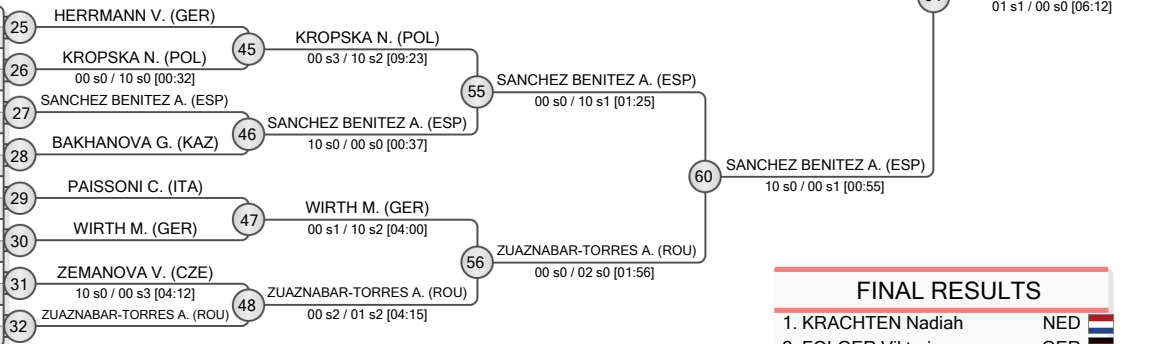 01 s1 / 00 s0 [06:12]
25
HERRMANN V. (GER)
45
KROPSKA N. (POL)
00 s3 / 10 s2 [09:23]
26
KROPSKA N. (POL)
00 s0 / 10 s0 [00:32]
55
SANCHEZ BENITEZ A. (ESP)
00 s0 / 10 s1 [01:25]
27
SANCHEZ BENITEZ A. (ESP)
46
SANCHEZ BENITEZ A. (ESP)
10 s0 / 00 s0 [00:37]
28
BAKHANOVA G. (KAZ)
60
SANCHEZ BENITEZ A. (ESP)
10 s0 / 00 s1 [00:55]
29
PAISSONI C. (ITA)
47
WIRTH M. (GER)
00 s1 / 10 s2 [04:00]
30
WIRTH M. (GER)
56
ZUAZNABAR-TORRES A. (ROU)
00 s0 / 02 s0 [01:56]
31
ZEMANOVA V. (CZE)
10 s0 / 00 s3 [04:12]
48
ZUAZNABAR-TORRES A. (ROU)
00 s2 / 01 s2 [04:15]
32
ZUAZNABAR-TORRES A. (ROU)
FINAL RESULTS
1. KRACHTEN Nadiah NED